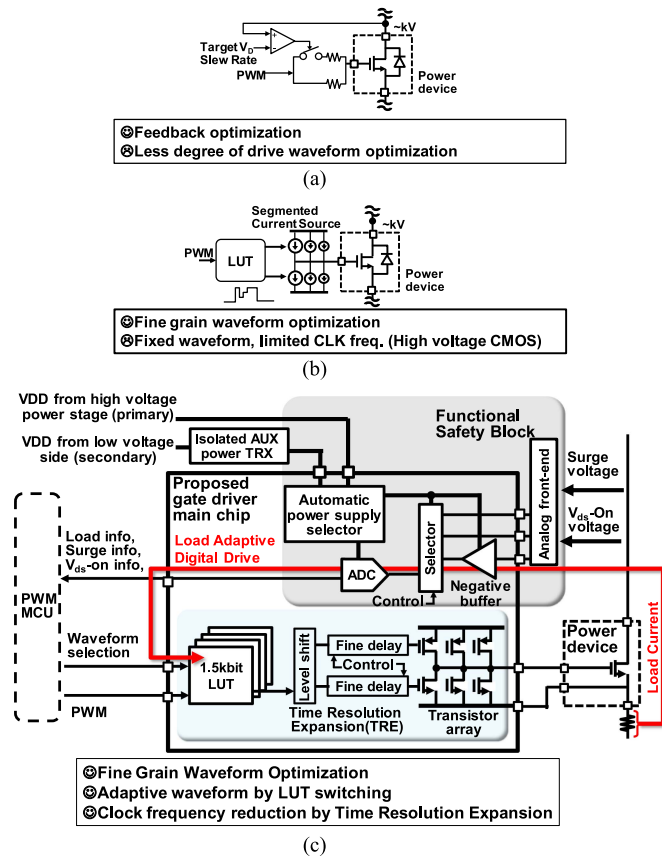 (a)
~kV
+
-
Target VD
Slew Rate
PWM
Power
device
☺Feedback optimization
☹Less degree of drive waveform optimization
(a)
Segmented
Current Source
~kV
PWM
LUT
Power
device
☺Fine grain waveform optimization
☹Fixed waveform, limited CLK freq. (High voltage CMOS)
(b)
VDD from high voltage
power stage (primary)
Functional
Safety Block
VDD from low voltage
side (secondary)
Isolated AUX
power TRX
Surge
voltage
Proposed
gate driver
main chip
Automatic
power supply
selector
Selector
Analog front-end
Vds-On
voltage
Load info,
Surge info,
Vds-on info,
Load Adaptive
Digital Drive
ADC
Negative
buffer
Control
PWM
MCU
Power
device
Load Current
Waveform
selection
1.5kbit
LUT
Level shift
Fine delay
Control
Fine delay
PWM
Time Resolution
Expansion(TRE)
Transistor
array
☺Fine Grain Waveform Optimization
☺Adaptive waveform by LUT switching
☺Clock frequency reduction by Time Resolution Expansion
(c)